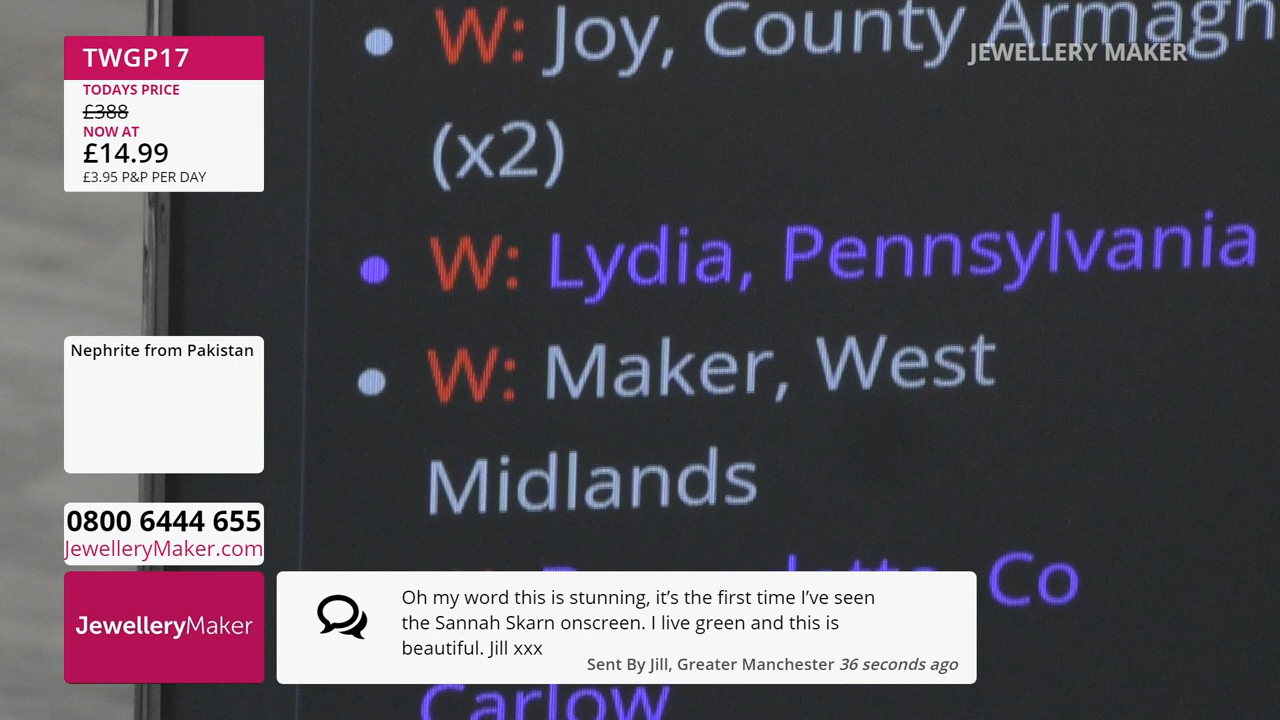 W: Joy, County Armagh
JEWELLERY MAKER
(x2)
W: Lydia, Pennsylvania
W: Maker, West
Midlands
Co
Carlow
TWGP17
TODAYS PRICE
£388
NOW AT
£14.99
£3.95 P&P PER DAY
Nephrite from Pakistan
0800 6444 655
JewelleryMaker.com
JewelleryMaker
Oh my word this is stunning, it’s the first time I’ve seen
the Sannah Skarn onscreen. I live green and this is
beautiful. Jill xxx
Sent By Jill, Greater Manchester 36 seconds ago